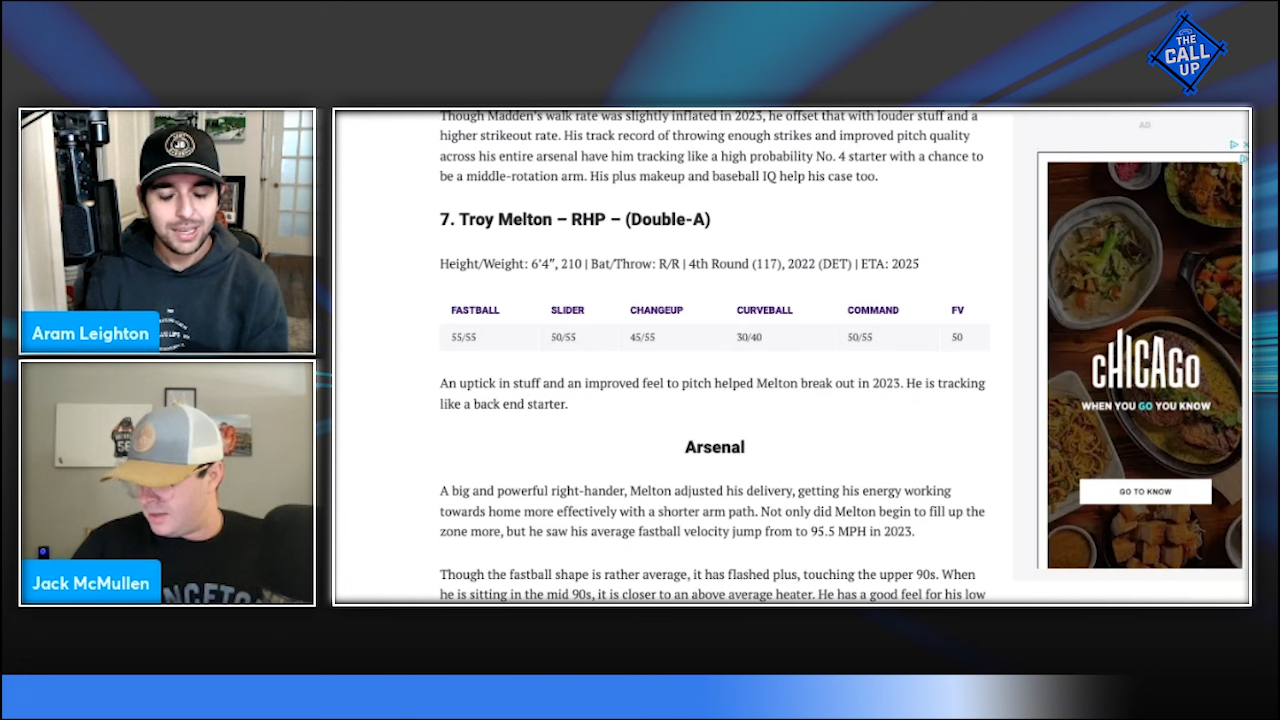 THE
CALL
UP
Aram Leighton
Jack McMullen
Though Madden's walk rate was slightly inflated in 2023, he offset that with louder stuff and a
higher strikeout rate. His track record of throwing enough strikes and improved pitch quality
across his entire arsenal have him tracking like a high probability No. 4 starter with a chance to
be a middle-rotation arm. His plus makeup and baseball IQ help his case too.
7. Troy Melton – RHP – (Double-A)
Height/Weight: 6'4″, 210 | Bat/Throw: R/R | 4th Round (117), 2022 (DET) | ETA: 2025
FASTBALL SLIDER CHANGEUP CURVEBALL COMMAND FV
55/55 50/55 45/55 30/40 50/55 50
An uptick in stuff and an improved feel to pitch helped Melton break out in 2023. He is tracking
like a back end starter.
Arsenal
A big and powerful right-hander, Melton adjusted his delivery, getting his energy working
towards home more effectively with a shorter arm path. Not only did Melton begin to fill up the
zone more, but he saw his average fastball velocity jump from to 95.5 MPH in 2023.
Though the fastball shape is rather average, it has flashed plus, touching the upper 90s. When
he is sitting in the mid 90s, it is closer to an above average heater. He has a good feel for his low
AD
CHICAGO
WHEN YOU GO YOU KNOW
GO TO KNOW